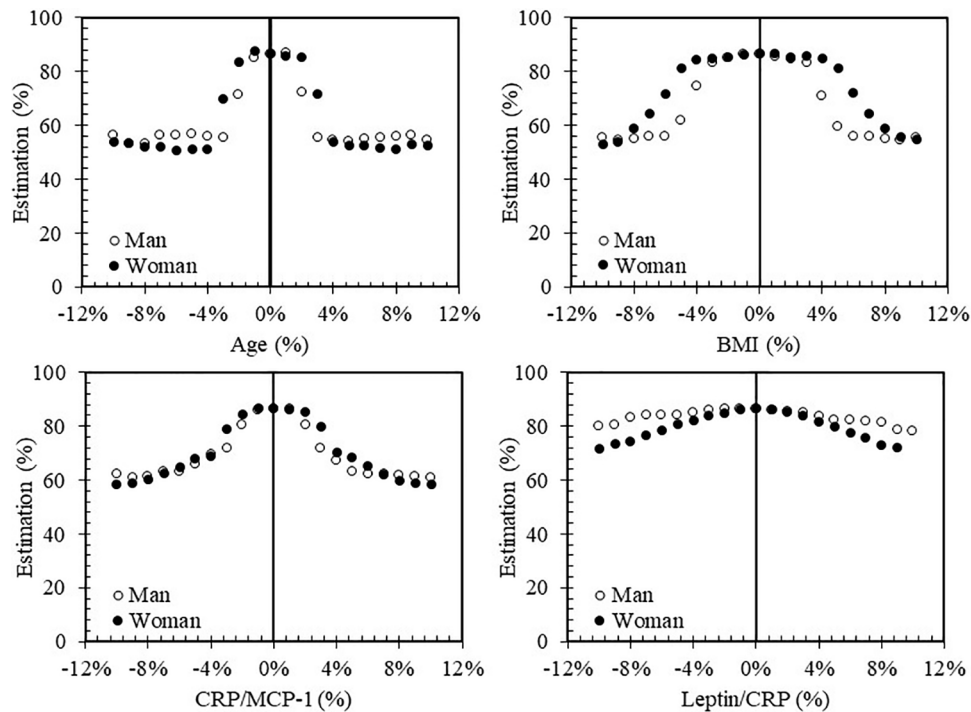 100
80
60
40
20
0
Estimation (%)
Man
Woman
-12% -8% -4% 0% 4% 8% 12%
Age (%)
100
80
60
40
20
0
Estimation (%)
Man
Woman
-12% -8% -4% 0% 4% 8% 12%
BMI (%)
100
80
60
40
20
0
Estimation (%)
Man
Woman
-12% -8% -4% 0% 4% 8% 12%
CRP/MCP-1 (%)
100
80
60
40
20
0
Estimation (%)
Man
Woman
-12% -8% -4% 0% 4% 8% 12%
Leptin/CRP (%)